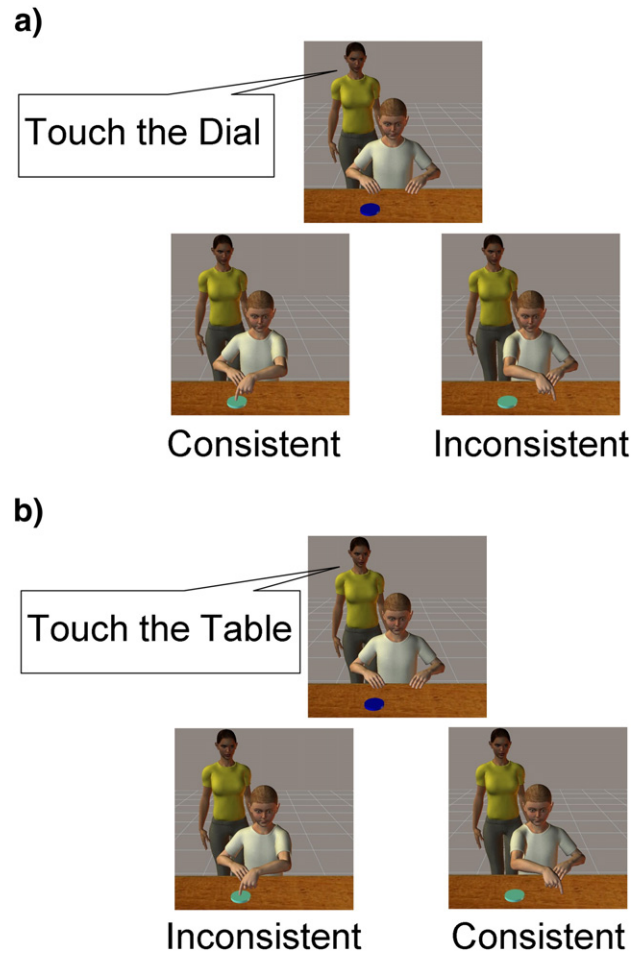 a)
Touch the Dial
Consistent
Inconsistent
b)
Touch the Table
Inconsistent
Consistent